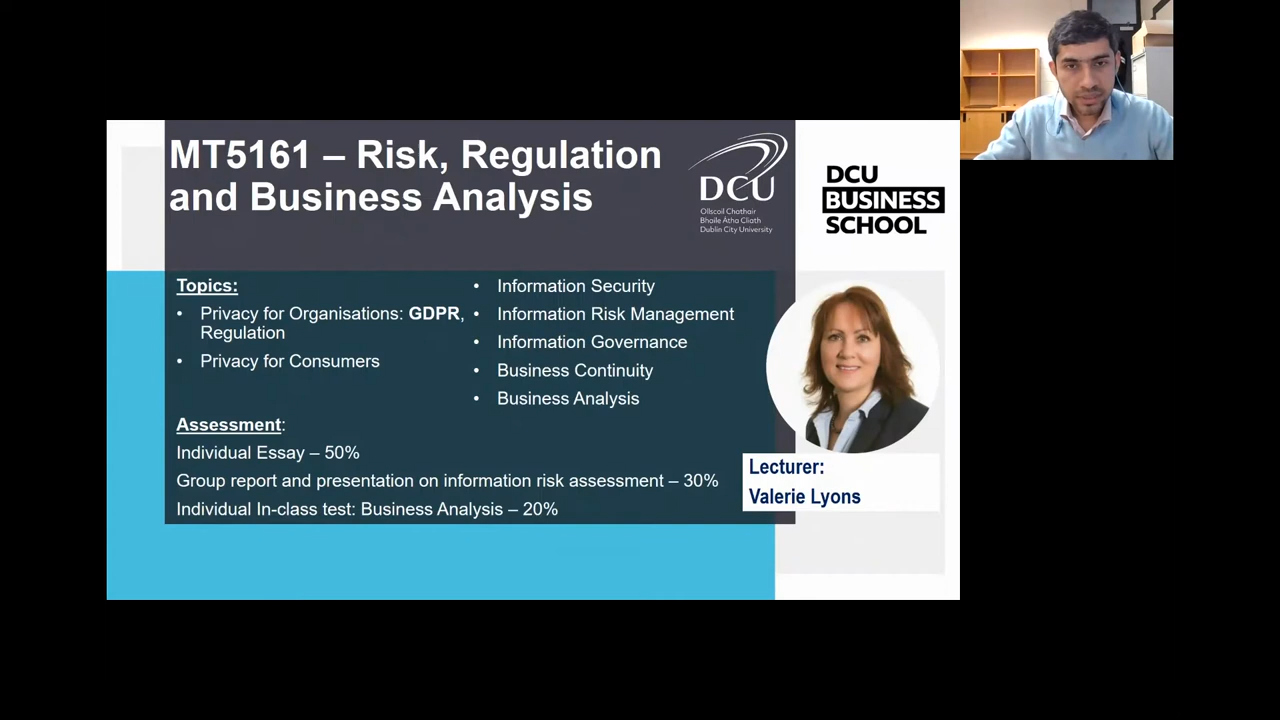 MT5161 – Risk, Regulation
and Business Analysis
DCU
Ollscoil Chathair
Bhaile Átha Cliath
Dublin City University
DCU
BUSINESS
SCHOOL
Topics:
• Privacy for Organisations: GDPR,
Regulation
• Privacy for Consumers
• Information Security
• Information Risk Management
• Information Governance
• Business Continuity
• Business Analysis
Assessment:
Individual Essay – 50%
Group report and presentation on information risk assessment – 30%
Individual In-class test: Business Analysis – 20%
Lecturer:
Valerie Lyons